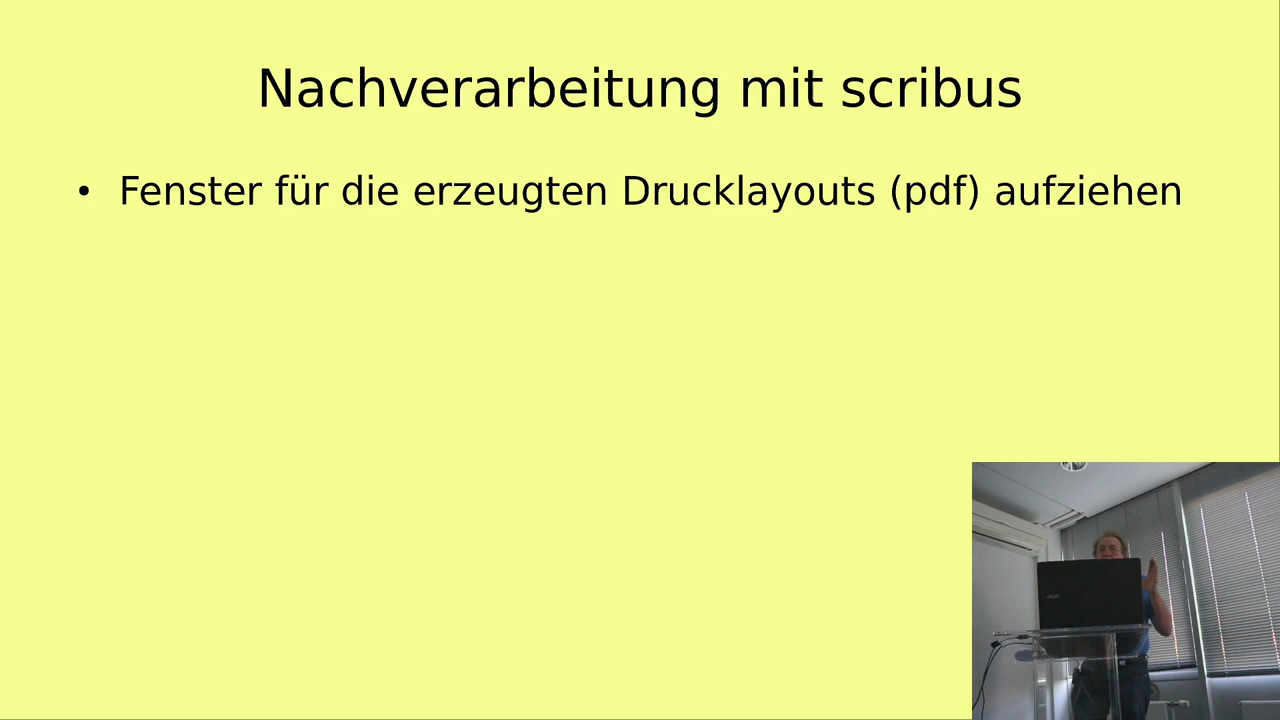 Nachverarbeitung mit scribus
• Fenster für die erzeugten Drucklayouts (pdf) aufziehen